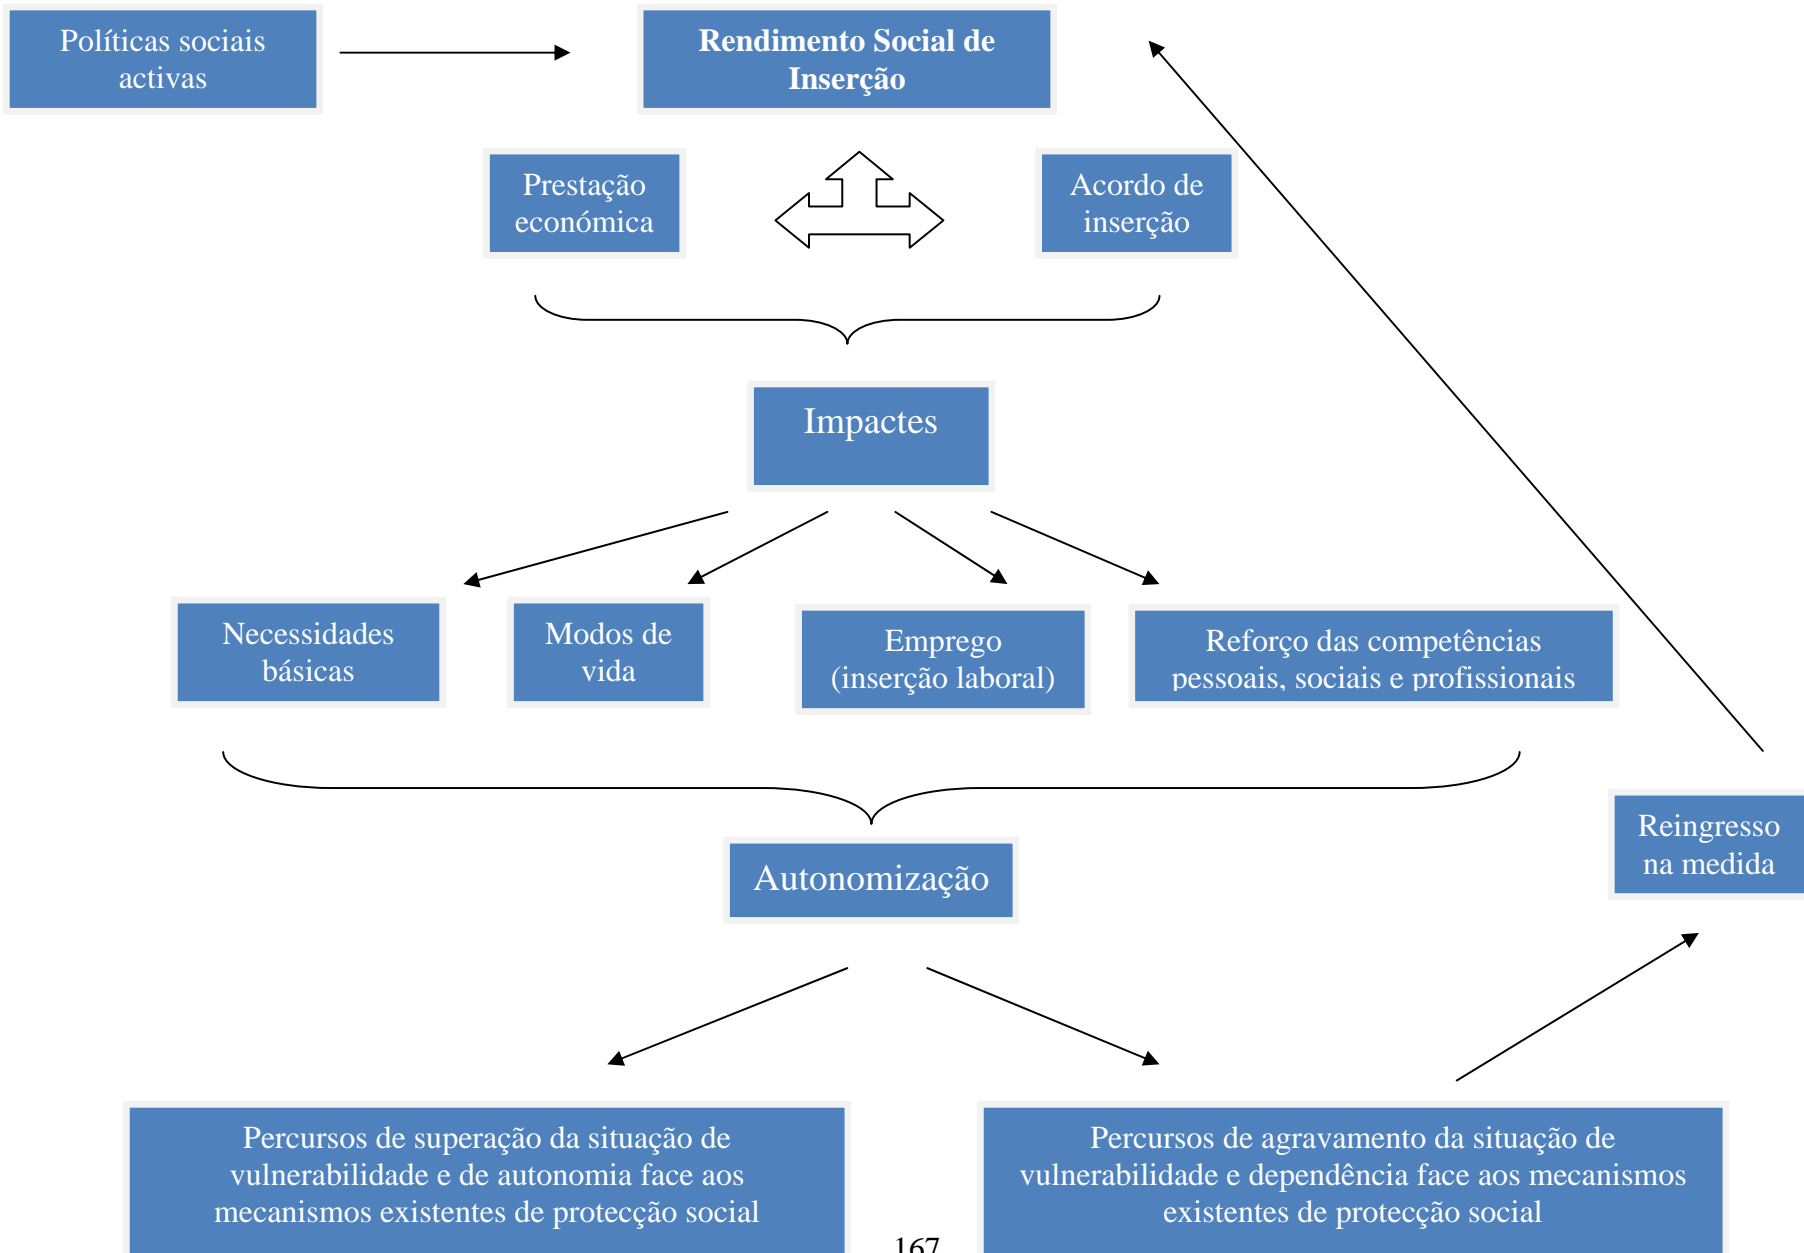 Políticas sociais
activas
Rendimento Social de
Inserção
Prestação
económica
Acordo de
inserção
Impactes
Necessidades
básicas
Modos de
vida
Emprego
(inserção laboral)
Reforço das competências
pessoais, sociais e profissionais
Autonomização
Reingresso
na medida
Percursos de superação da situação de
vulnerabilidade e de autonomia face aos
mecanismos existentes de protecção social
Percursos de agravamento da situação de
vulnerabilidade e dependência face aos mecanismos
existentes de protecção social
167